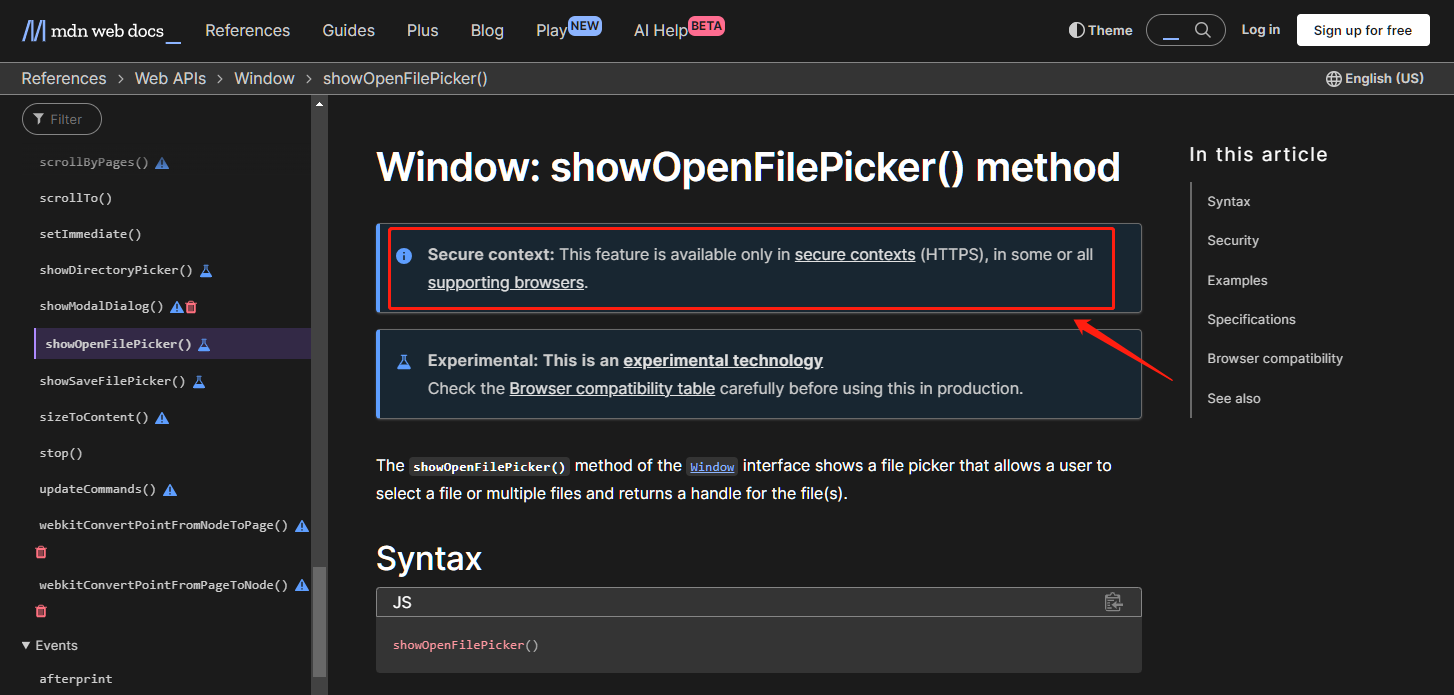 mdn web docs_
References
Guides
Plus
Blog
Play NEW
AI Help BETA
Theme
Log in
Sign up for free
References > Web APIs > Window > showOpenFilePicker()
English (US)
Filter
scrollByPages()
scrollTo()
setImmediate()
showDirectoryPicker()
showModalDialog()
showOpenFilePicker()
showSaveFilePicker()
sizeToContent()
stop()
updateCommands()
webkitConvertPointFromNodeToPage()
webkitConvertPointFromPageToNode()
Events
afterprint
Window: showOpenFilePicker() method
Secure context: This feature is available only in secure contexts (HTTPS), in some or all
supporting browsers.
Experimental: This is an experimental technology
Check the Browser compatibility table carefully before using this in production.
The showOpenFilePicker() method of the Window interface shows a file picker that allows a user to
select a file or multiple files and returns a handle for the file(s).
Syntax
JS
showOpenFilePicker()
In this article
Syntax
Security
Examples
Specifications
Browser compatibility
See also